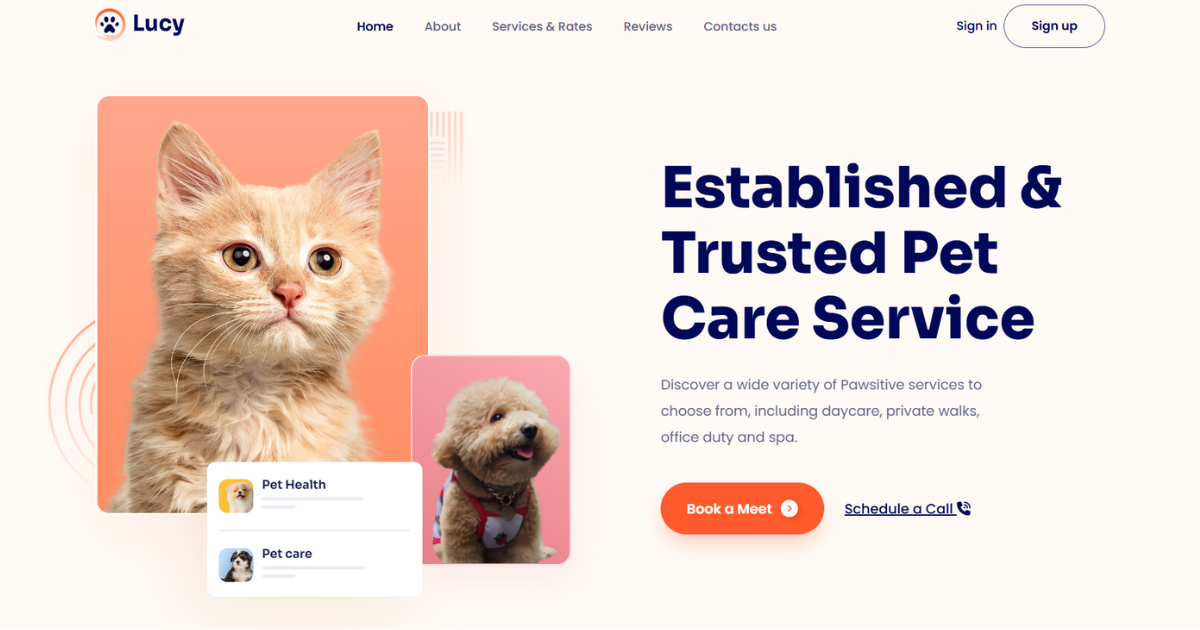 Lucy
Home
About
Services & Rates
Reviews
Contacts us
Sign in
Sign up
Established &
Trusted Pet
Care Service
Discover a wide variety of Pawsitive services to
choose from, including daycare, private walks,
office duty and spa.
Book a Meet
Schedule a Call
Pet Health
Pet care